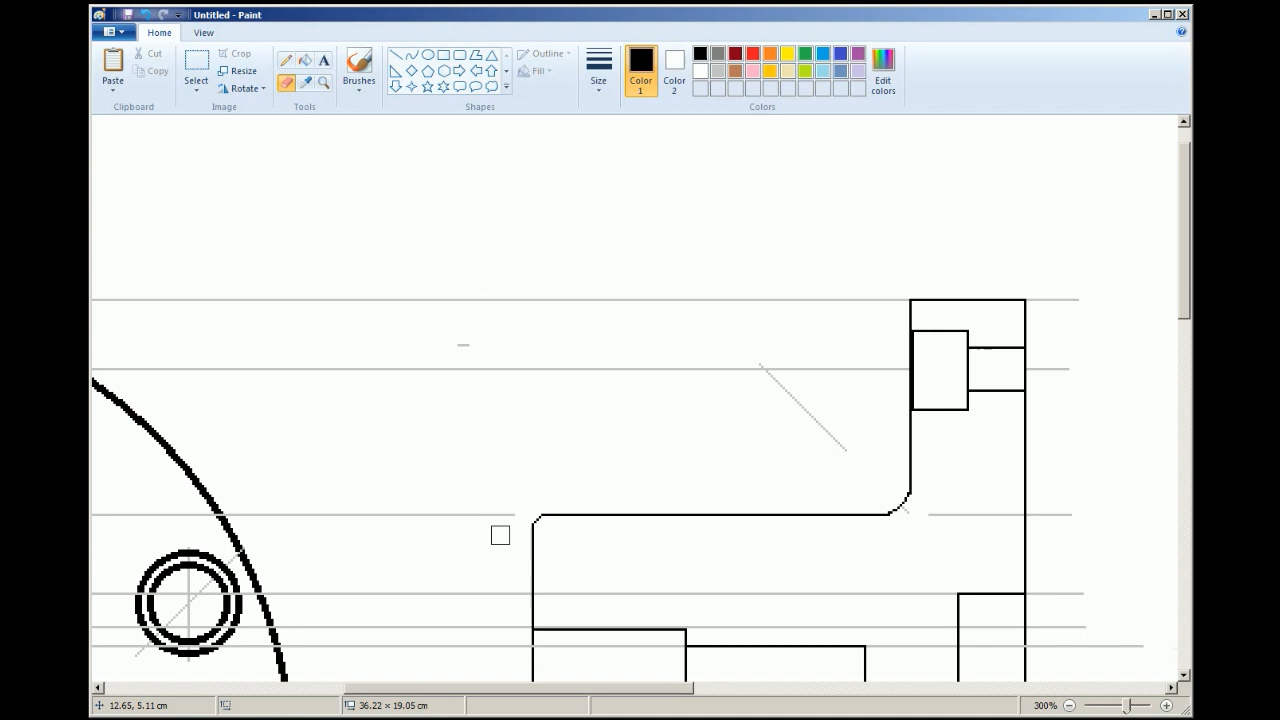 Untitled - Paint
Home View
Paste
Cut
Copy
Clipboard
Select
Crop
Resize
Rotate
Image
A
Tools
Brushes
Outline
Fill
Shapes
Size
Color
1
Color
2
Edit
colors
Colors
12.65, 5.11 cm
36.22 × 19.05 cm
300%